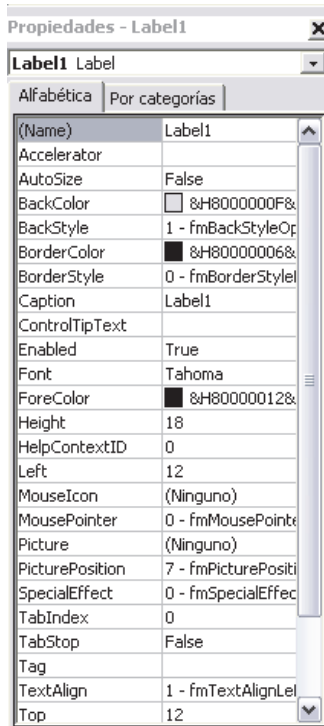 Propiedades - Label1
Label1 Label
Alfabética Por categorías
(Name) Label1
Accelerator
AutoSize False
BackColor &H8000000F&
BackStyle 1 - fmBackStyleOp
BorderColor &H80000006&
BorderStyle 0 - fmBorderStyle
Caption Label1
ControlTipText
Enabled True
Font Tahoma
ForeColor &H80000012&
Height 18
HelpContextID 0
Left 12
MouseIcon (Ninguno)
MousePointer 0 - fmMousePointe
Picture (Ninguno)
PicturePosition 7 - fmPicturePositi
SpecialEffect 0 - fmSpecialEffec
TabIndex 0
TabStop False
Tag
TextAlign 1 - fmTextAlignLe
Top 12